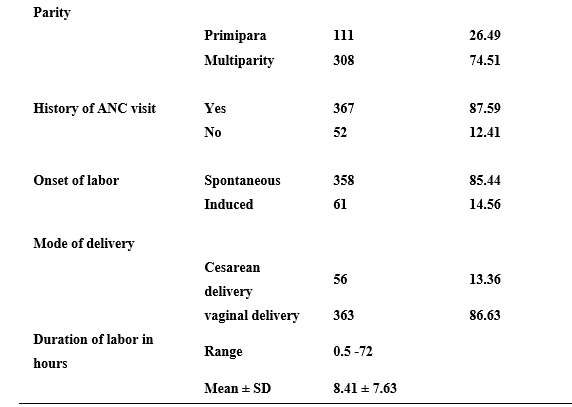 Parity
Primipara 111 26.49
Multiparity 308 74.51
History of ANC visit Yes 367 87.59
No 52 12.41
Onset of labor Spontaneous 358 85.44
Induced 61 14.56
Mode of delivery
Cesarean delivery 56 13.36
vaginal delivery 363 86.63
Duration of labor in hours Range 0.5 -72
Mean ± SD 8.41 ± 7.63